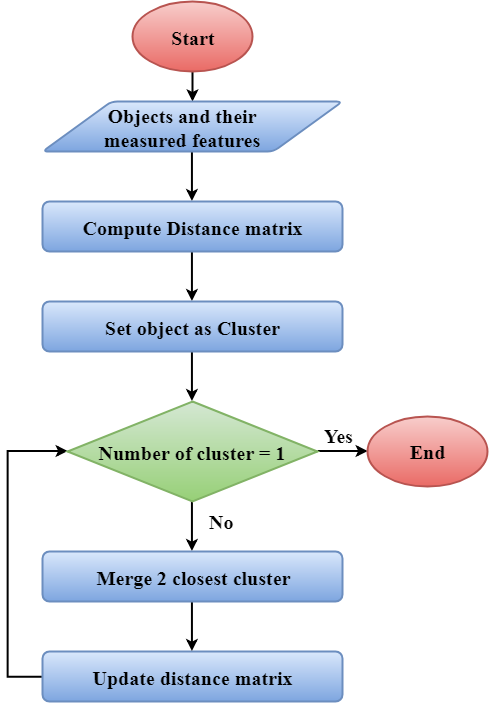 Start
Objects and their
measured features
Compute Distance matrix
Set object as Cluster
Number of cluster = 1
Yes
End
No
Merge 2 closest cluster
Update distance matrix